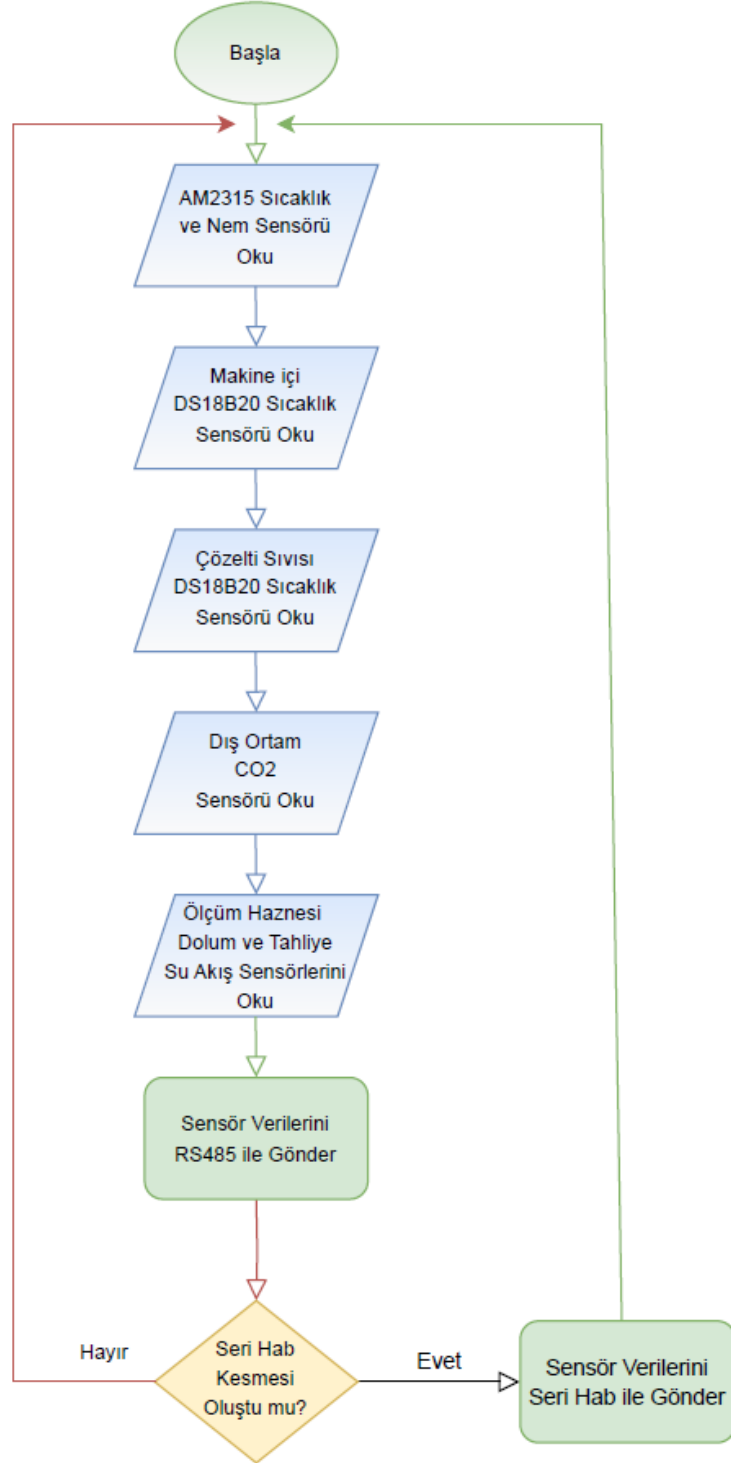 Başla
AM2315 Sıcaklık
ve Nem Sensörü
Oku
Makine içi
DS18B20 Sıcaklık
Sensörü Oku
Çözelti Sıvısı
DS18B20 Sıcaklık
Sensörü Oku
Dış Ortam
CO2
Sensörü Oku
Ölçüm Haznesi
Dolum ve Tahliye
Su Akış Sensörlerini
Oku
Sensör Verilerini
RS485 ile Gönder
Seri Hab
Kesmesi
Oluştu mu?
Hayır
Evet
Sensör Verilerini
Seri Hab ile Gönder